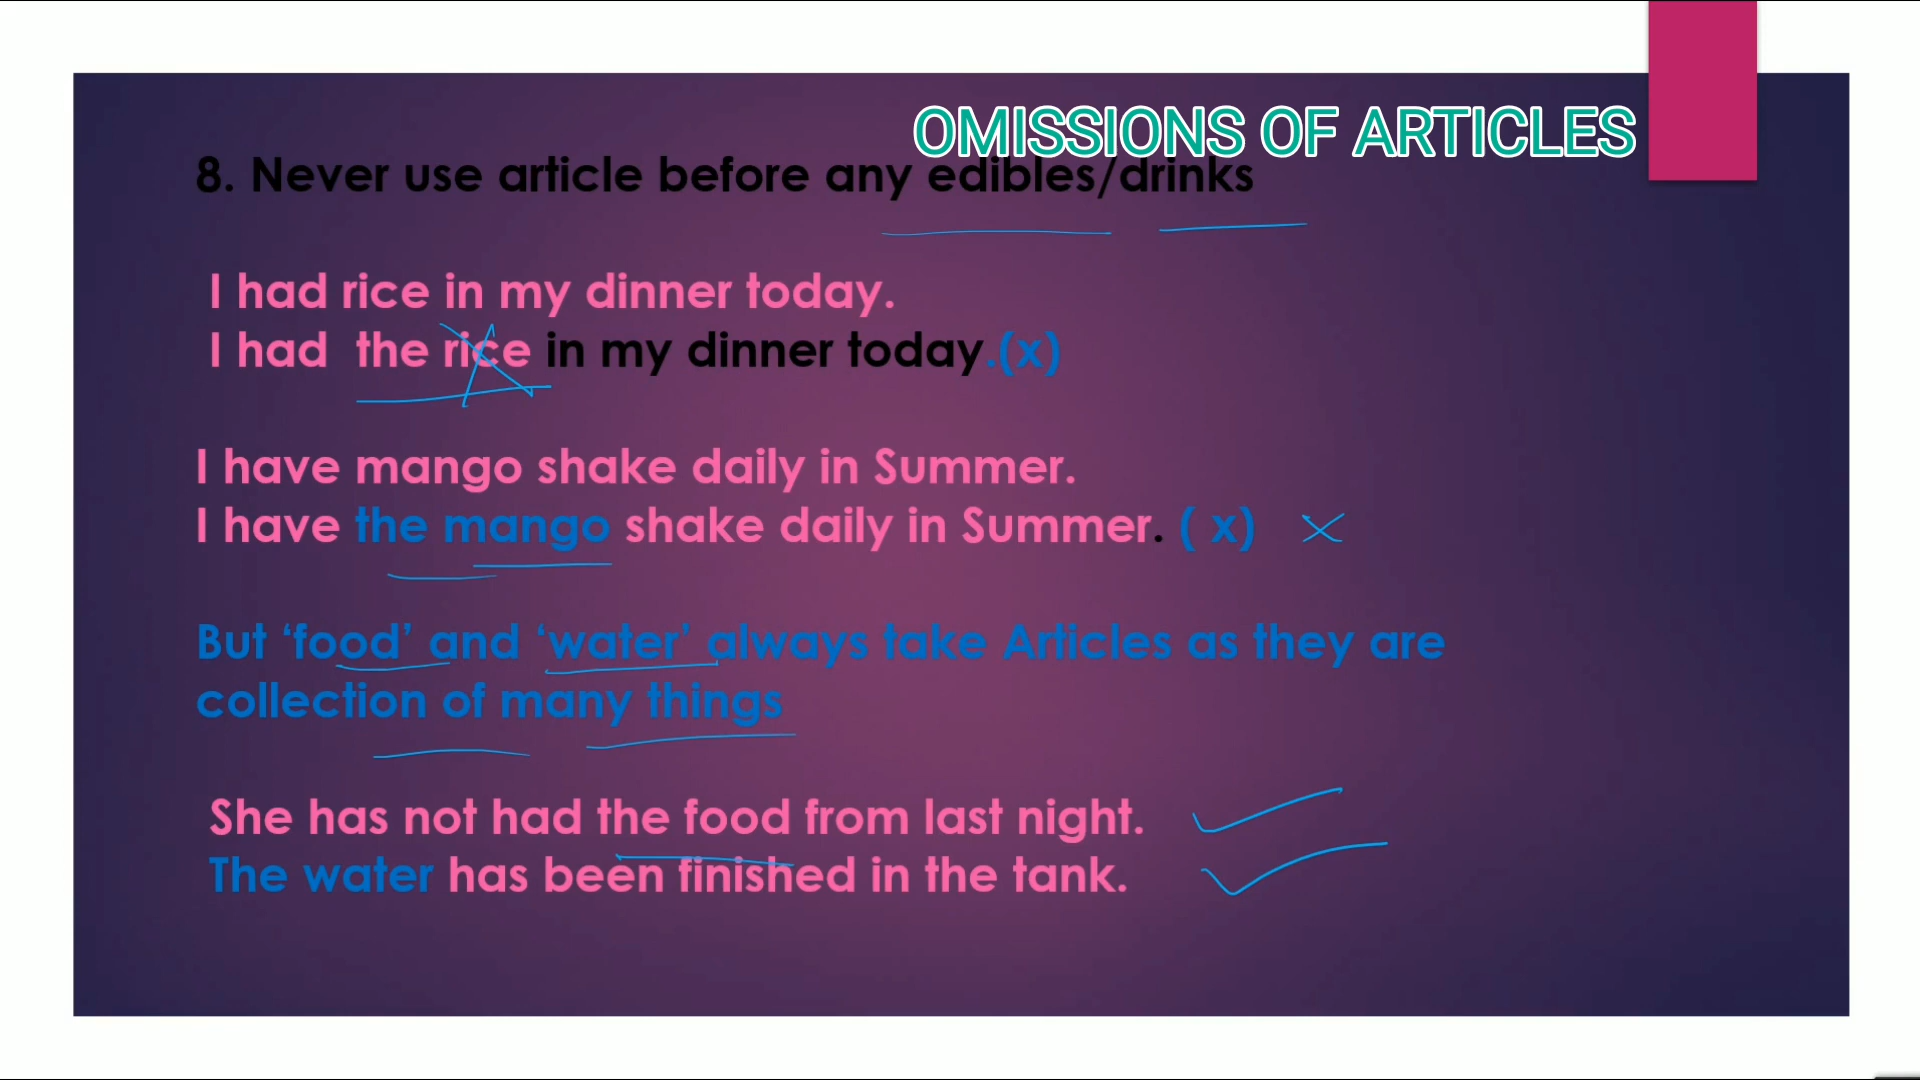 OMISSIONS OF ARTICLES
8. Never use article before any edibles/drinks
I had rice in my dinner today.
I had the rice in my dinner today.(x)
I have mango shake daily in Summer.
I have the mango shake daily in Summer. ( x)
But ‘food’ and ‘water’ always take Articles as they are
collection of many things
She has not had the food from last night.
The water has been finished in the tank.